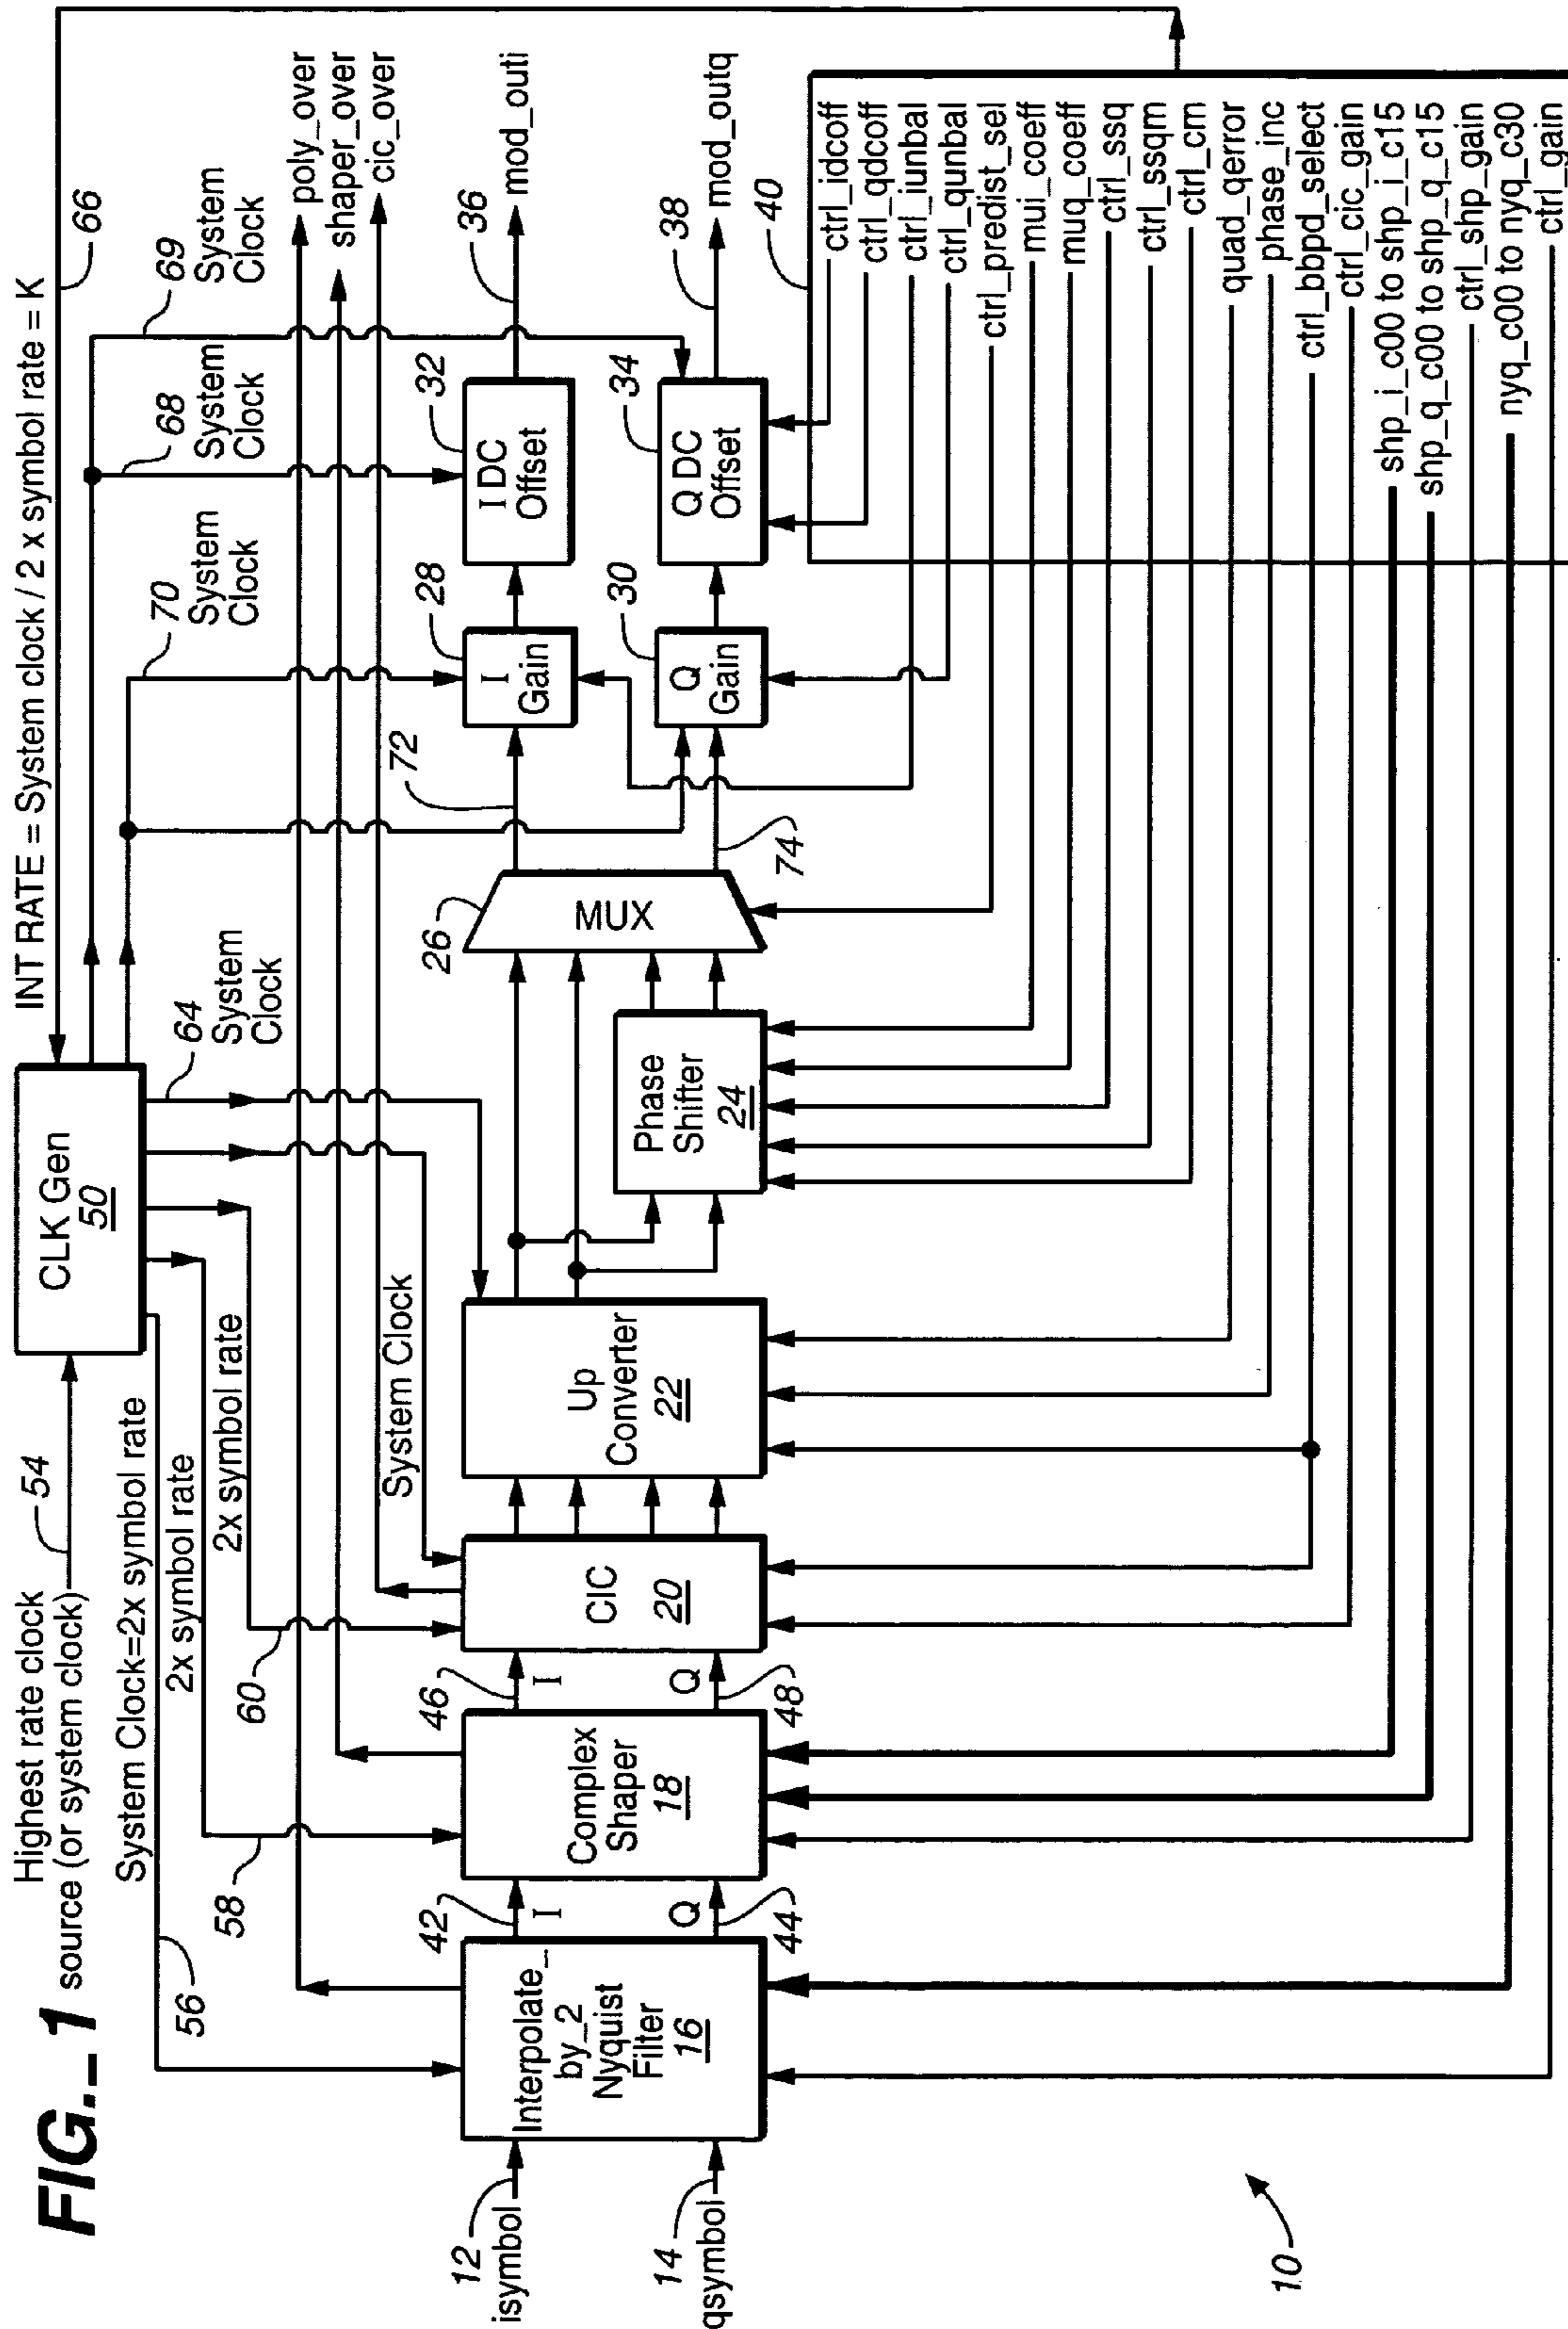 FIG._1
Highest rate clock
source (or system clock)
54
INT RATE = System clock / 2 x symbol rate = K
66
CLK Gen
50
System Clock=2x symbol rate
2x symbol rate
2x symbol rate
System Clock
56
58
60
64
System
Clock
70
System
Clock
68
System
Clock
69
System
Clock
poly_over
shaper_over
cic_over
12
isymbol
14
qsymbol
Interpolate_
by_2
Nyquist
Filter
16
42
I
Q
44
Complex
Shaper
18
46
I
Q
48
CIC
20
Up
Converter
22
Phase
Shifter
24
26
MUX
72
74
28
I
Gain
30
Q
Gain
32
I DC
Offset
34
Q DC
Offset
36
mod_outi
38
mod_outq
40
ctrl_idcoff
ctrl_qdcoff
ctrl_iunbal
ctrl_qunbal
ctrl_predist_sel
mui_coeff
muq_coeff
ctrl_ssq
ctrl_ssqm
ctrl_cm
quad_qerror
phase_inc
ctrl_bbpd_select
ctrl_cic_gain
shp_i_c00 to shp_i_c15
shp_q_c00 to shp_q_c15
ctrl_shp_gain
nyq_c00 to nyq_c30
ctrl_gain
10